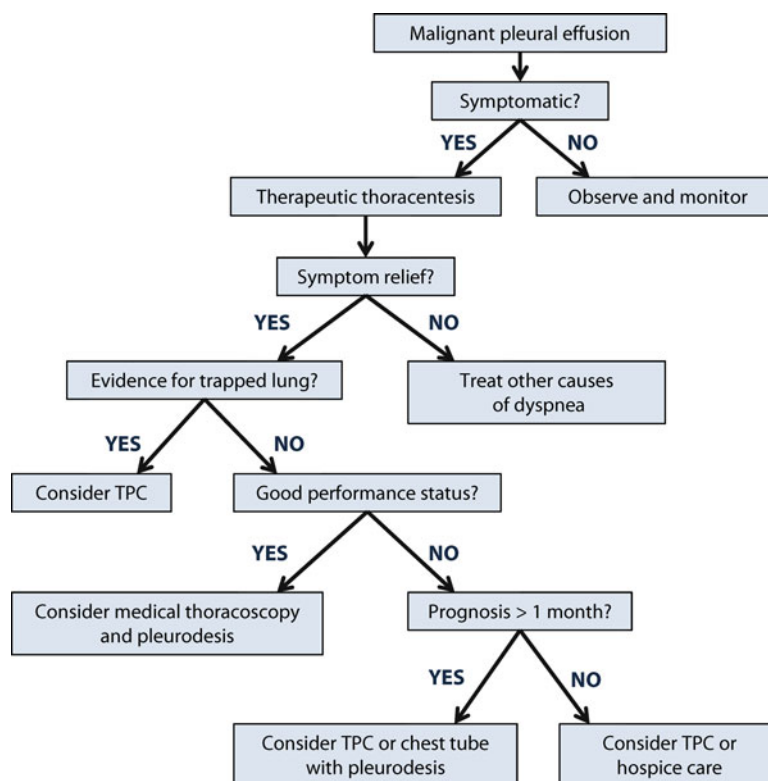 Malignant pleural effusion
Symptomatic?
YES
NO
Therapeutic thoracentesis
Observe and monitor
Symptom relief?
YES
NO
Evidence for trapped lung?
Treat other causes
of dyspnea
YES
NO
Consider TPC
Good performance status?
YES
NO
Consider medical thoracoscopy
and pleurodesis
Prognosis > 1 month?
YES
NO
Consider TPC or chest tube
with pleurodesis
Consider TPC or
hospice care